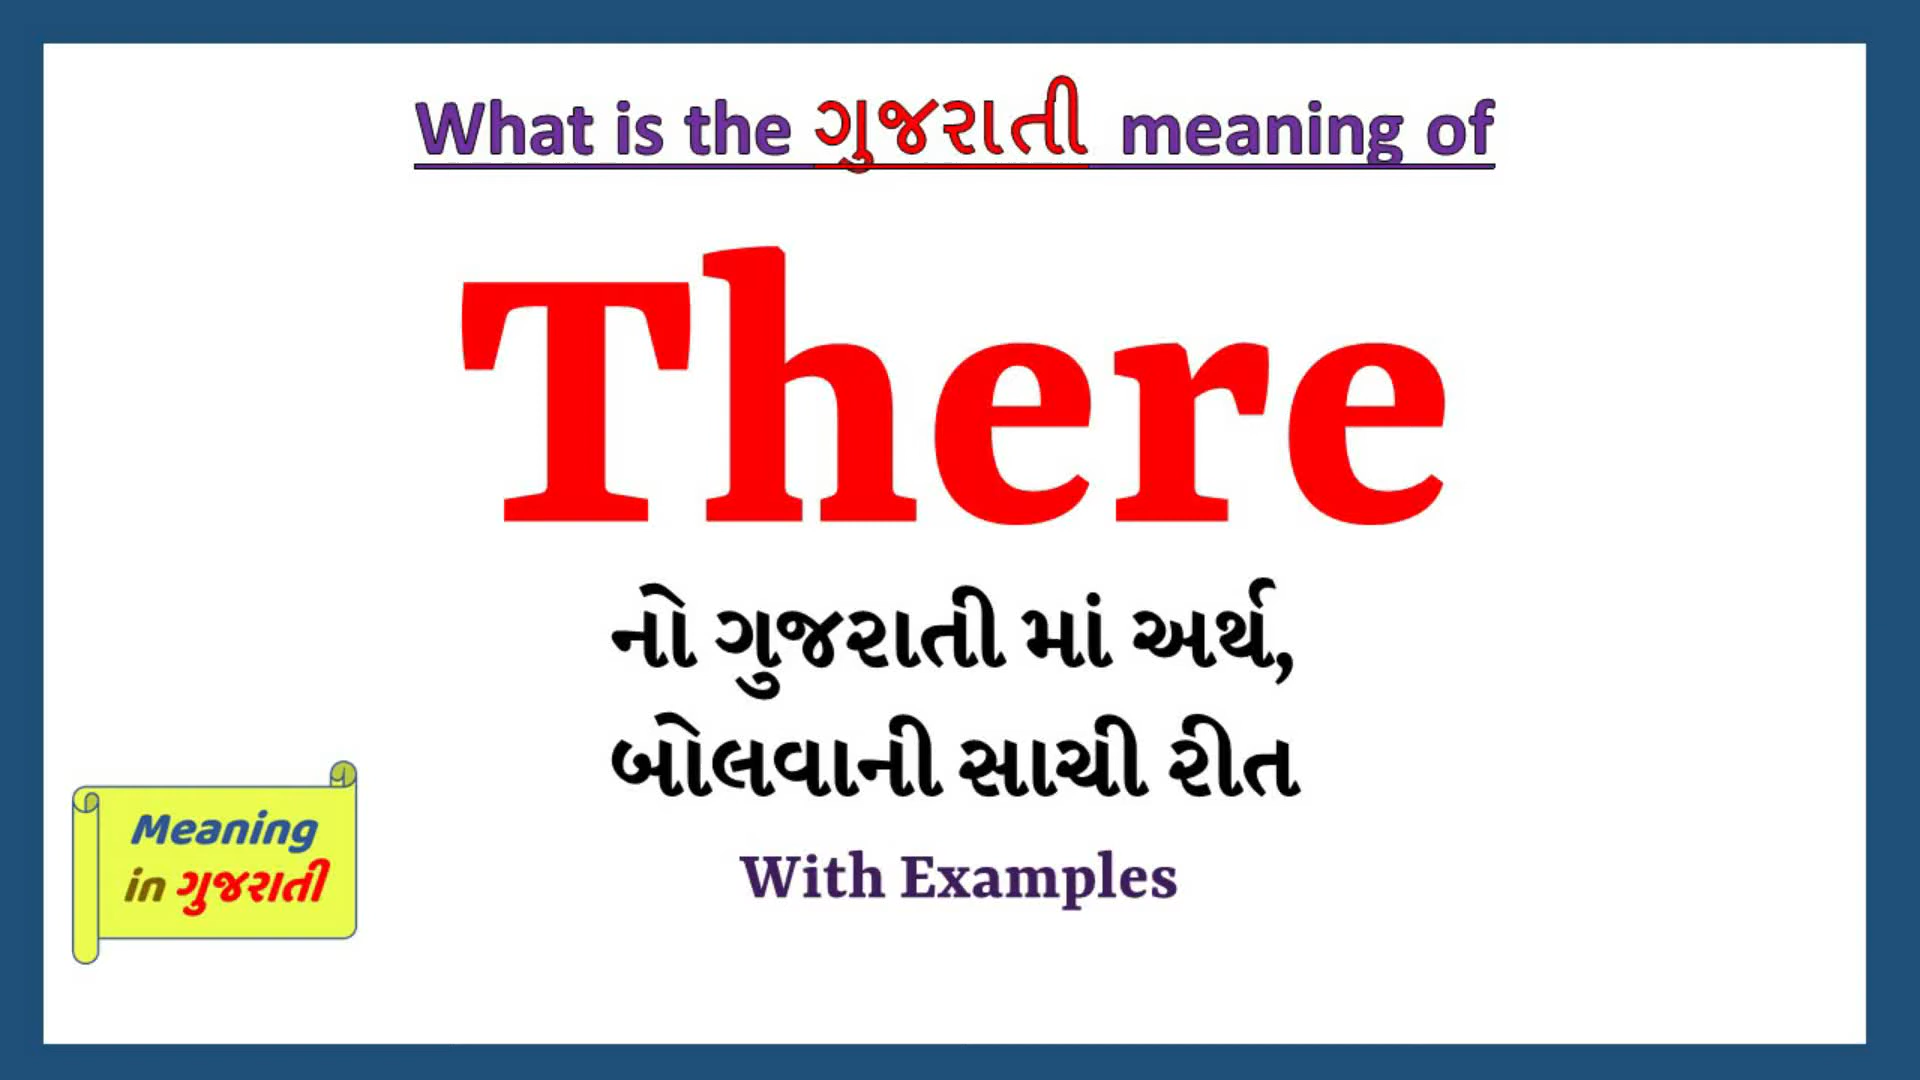 What is the ગુજરાતી meaning of
There
નો ગુજરાતી માં અર્થ,
બોલવાની સાચી રીત
With Examples
Meaning
in ગુજરાતી